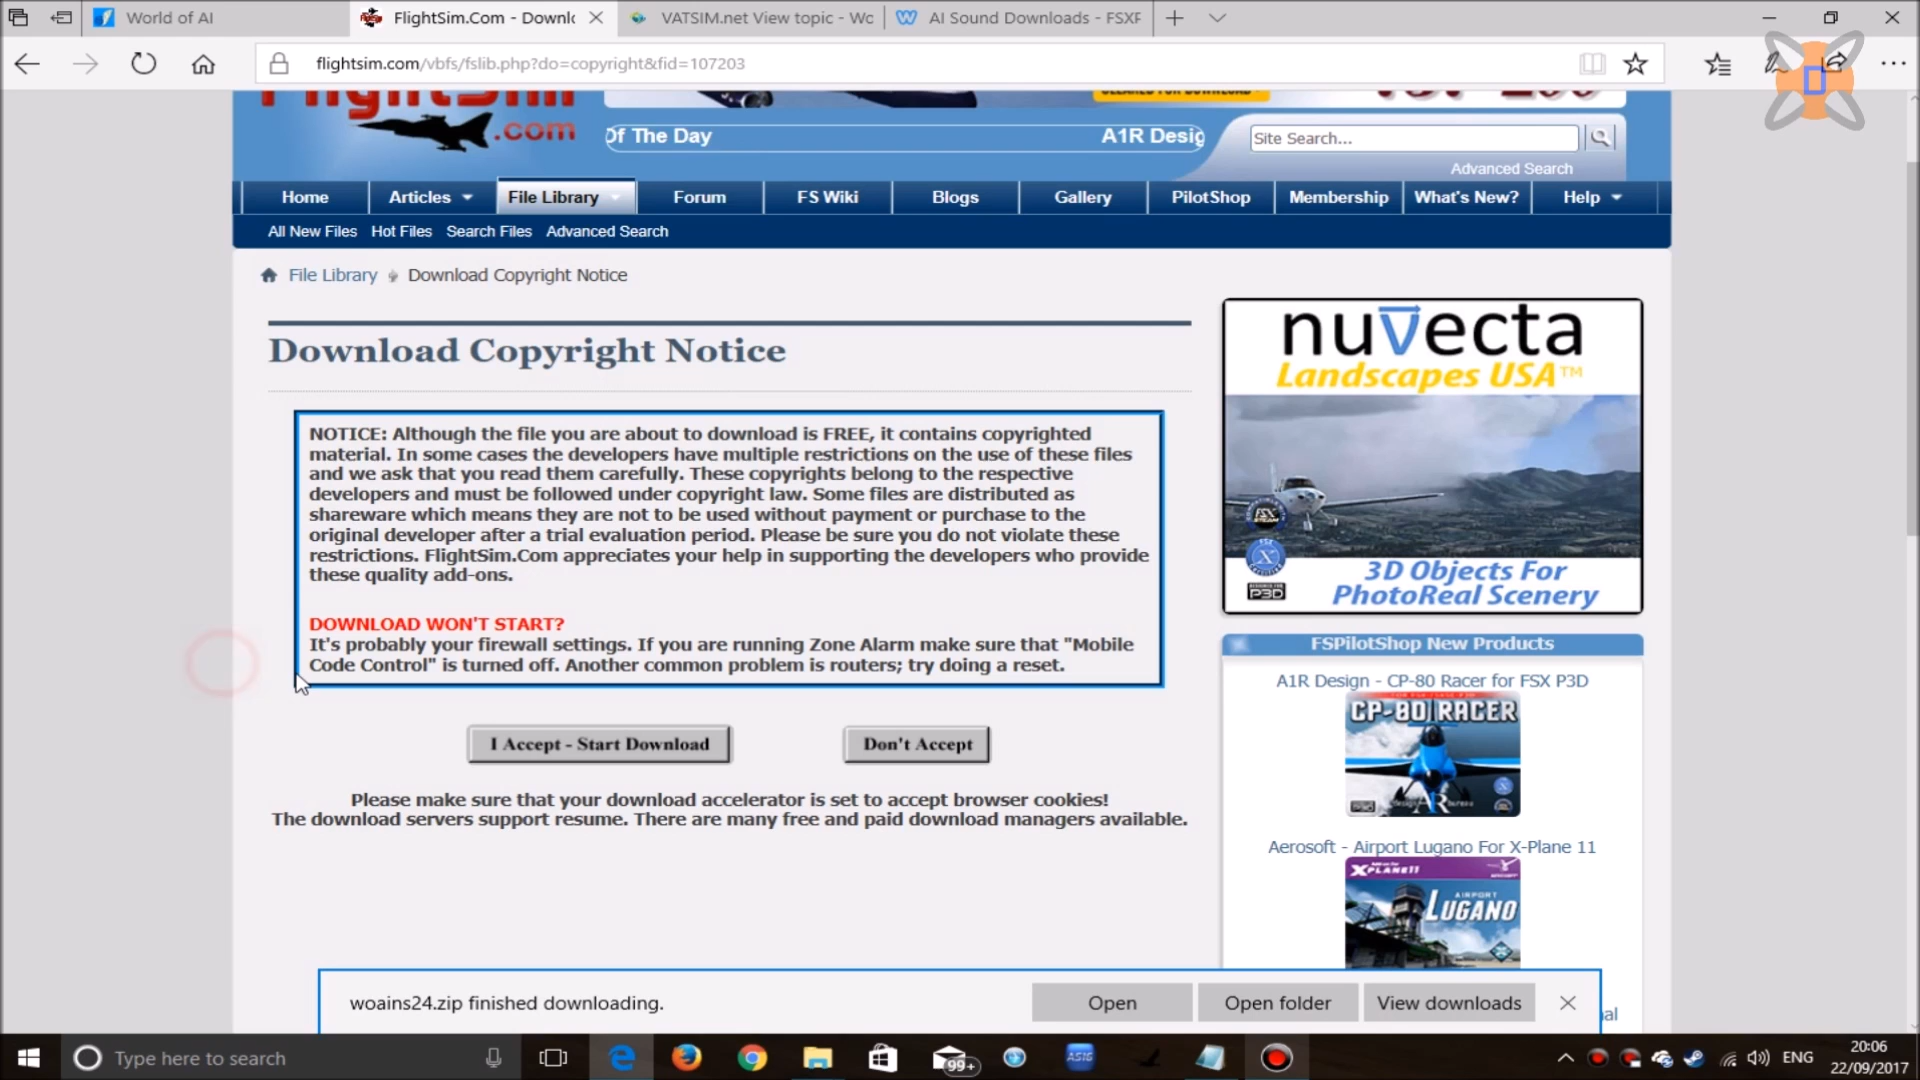 World of AI
FlightSim.Com - Downlo
VATSIM.net View topic - Wo
AI Sound Downloads - FSXP
flightsim.com/vbfs/fslib.php?do=copyright&fid=107203
FlightSim
.com
CLEARED FOR DOWNLOAD
D
Of The Day
A1R Desig
Site Search...
Advanced Search
Home
Articles
File Library
Forum
FS Wiki
Blogs
Gallery
PilotShop
Membership
What's New?
Help
All New Files
Hot Files
Search Files
Advanced Search
File Library
Download Copyright Notice
Download Copyright Notice
NOTICE: Although the file you are about to download is FREE, it contains copyrighted
material. In some cases the developers have multiple restrictions on the use of these files
and we ask that you read them carefully. These copyrights belong to the respective
developers and must be followed under copyright law. Some files are distributed as
shareware which means they are not to be used without payment or purchase to the
original developer after a trial evaluation period. Please be sure you do not violate these
restrictions. FlightSim.Com appreciates your help in supporting the developers who provide
these quality add-ons.
DOWNLOAD WON'T START?
It's probably your firewall settings. If you are running Zone Alarm make sure that "Mobile
Code Control" is turned off. Another common problem is routers; try doing a reset.
I Accept - Start Download
Don't Accept
Please make sure that your download accelerator is set to accept browser cookies!
The download servers support resume. There are many free and paid download managers available.
nuvecta
Landscapes USA™
FSX
STEAM
X
P3D
3D Objects For
PhotoReal Scenery
FSPilotShop New Products
A1R Design - CP-80 Racer for FSX P3D
CP-80 RACER
Aerosoft - Airport Lugano For X-Plane 11
XPLANE11
AIRPORT
LUGANO
al
woains24.zip finished downloading.
Open
Open folder
View downloads
Type here to search
99+
ENG
20:06
22/09/2017